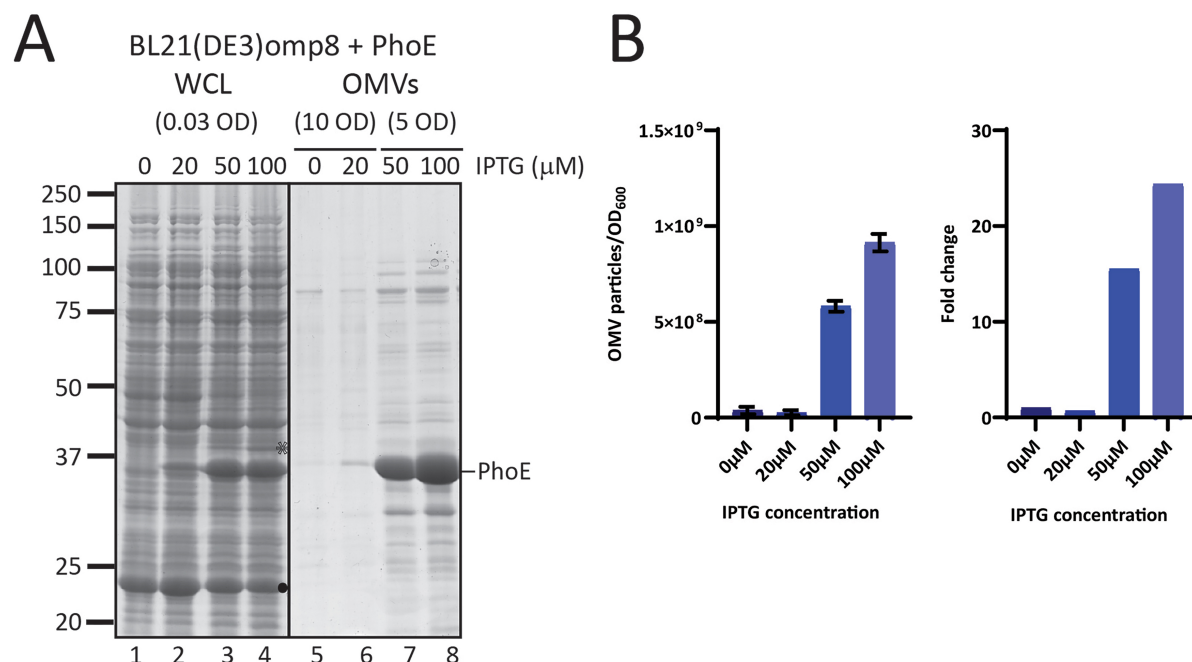 A
BL21(DE3)omp8 + PhoE
WCL OMVs
(0.03 OD) (10 OD) (5 OD)
0 20 50 100 0 20 50 100 IPTG (μM)
250
150
100
75
50
37
25
20
*
PhoE
1 2 3 4 5 6 7 8
B
OMV particles/OD600
1.5×10⁹
1×10⁹
5×10⁸
0
0μM 20μM 50μM 100μM
IPTG concentration
Fold change
30
20
10
0
0μM 20μM 50μM 100μM
IPTG concentration